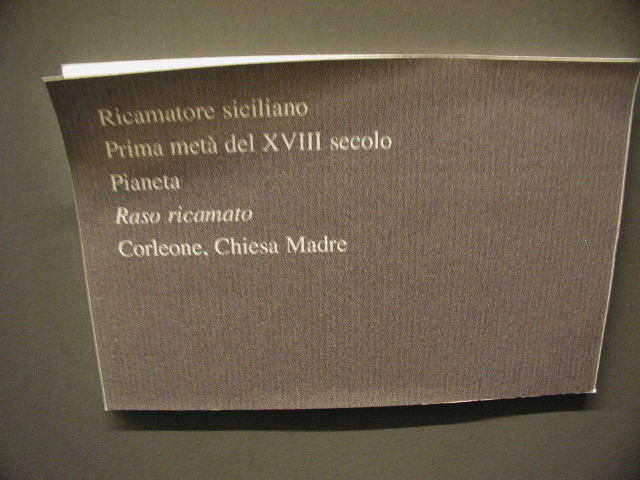 Ricamatore siciliano
Prima metà del XVIII secolo
Pianeta
Raso ricamato
Corleone, Chiesa Madre